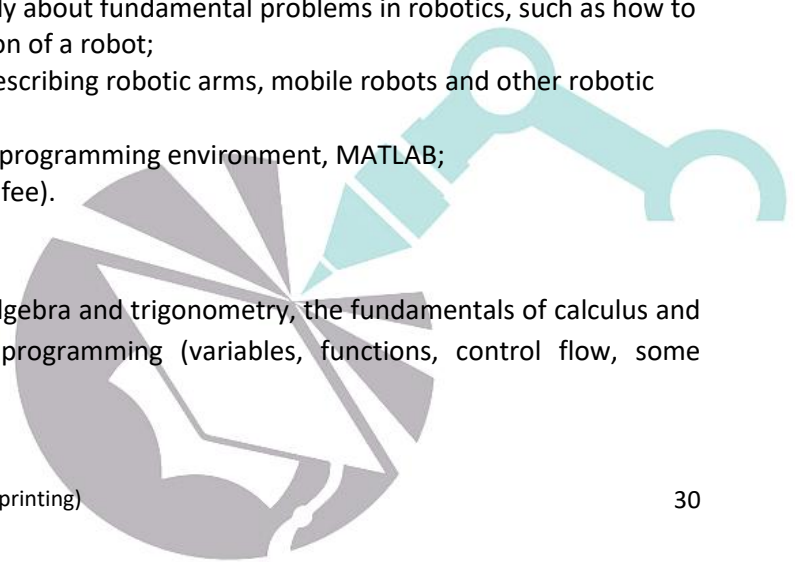 ly about fundamental problems in robotics, such as how to
on of a robot;
escribing robotic arms, mobile robots and other robotic
programming environment, MATLAB;
fee).
lgebra and trigonometry, the fundamentals of calculus and
programming (variables, functions, control flow, some
printing) 30